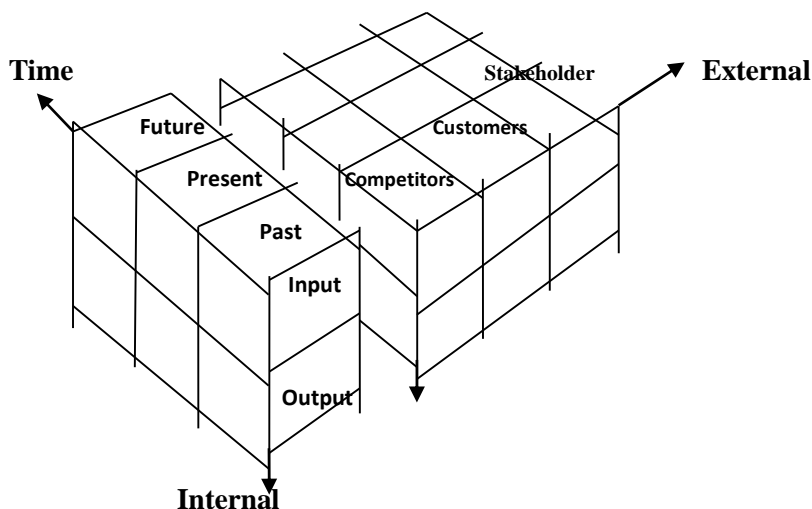 Time
External
Stakeholder
Future
Customers
Present
Competitors
Past
Input
Output
Internal